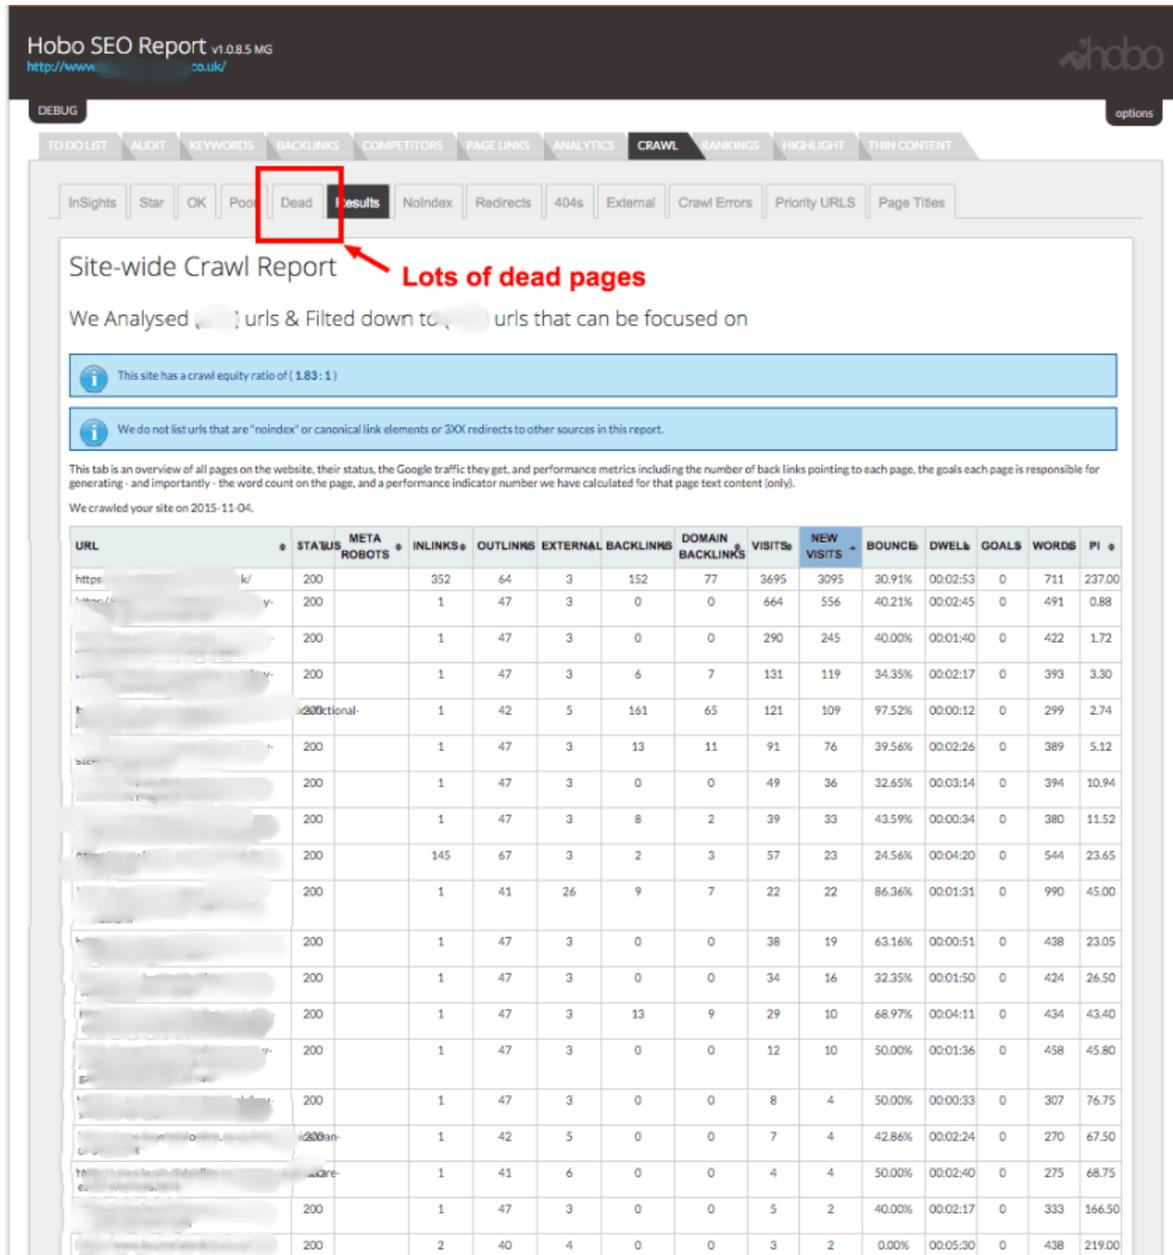 Hobo SEO Report v1.0.8.5 MG
http://www co.uk/
hobo
DEBUG
options
TO DO LIST AUDIT KEYWORDS BACKLINKS COMPETITORS PAGE LINKS ANALYTICS CRAWL RANKINGS HIGHLIGHT THIN CONTENT
InSights Star OK Poor Dead Results NoIndex Redirects 404s External Crawl Errors Priority URLS Page Titles
Site-wide Crawl Report
Lots of dead pages
We Analysed urls & Filted down to urls that can be focused on
This site has a crawl equity ratio of ( 1.83 : 1 )
We do not list urls that are "noindex" or canonical link elements or 3XX redirects to other sources in this report.
This tab is an overview of all pages on the website, their status, the Google traffic they get, and performance metrics including the number of back links pointing to each page, the goals each page is responsible for
generating - and importantly - the word count on the page, and a performance indicator number we have calculated for that page text content (only).
We crawled your site on 2015-11-04.
URL STATUS META ROBOTS INLINKS OUTLINKS EXTERNAL BACKLINKS DOMAIN BACKLINKS VISITS NEW VISITS BOUNCE DWELL GOALS WORDS PI
https k/ 200 352 64 3 152 77 3695 3095 30.91% 00:02:53 0 711 237.00
200 1 47 3 0 0 664 556 40.21% 00:02:45 0 491 0.88
200 1 47 3 0 0 290 245 40.00% 00:01:40 0 422 1.72
200 1 47 3 6 7 131 119 34.35% 00:02:17 0 393 3.30
200 1 42 5 161 65 121 109 97.52% 00:00:12 0 299 2.74
200 1 47 3 13 11 91 76 39.56% 00:02:26 0 389 5.12
200 1 47 3 0 0 49 36 32.65% 00:03:14 0 394 10.94
200 1 47 3 8 2 39 33 43.59% 00:00:34 0 380 11.52
200 145 67 3 2 3 57 23 24.56% 00:04:20 0 544 23.65
200 1 41 26 9 7 22 22 86.36% 00:01:31 0 990 45.00
200 1 47 3 0 0 38 19 63.16% 00:00:51 0 438 23.05
200 1 47 3 0 0 34 16 32.35% 00:01:50 0 424 26.50
200 1 47 3 13 9 29 10 68.97% 00:04:11 0 434 43.40
200 1 47 3 0 0 12 10 50.00% 00:01:36 0 458 45.80
200 1 47 3 0 0 8 4 50.00% 00:00:33 0 307 76.75
200 1 42 5 0 0 7 4 42.86% 00:02:24 0 270 67.50
1 41 6 0 0 4 4 50.00% 00:02:40 0 275 68.75
200 1 47 3 0 0 5 2 40.00% 00:02:17 0 333 166.50
200 2 40 4 0 0 3 2 0.00% 00:05:30 0 438 219.00